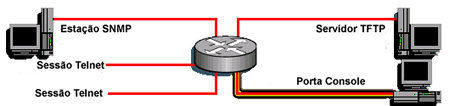 Estação SNMP
Servidor TFTP
Sessão Telnet
Porta Console
Sessão Telnet